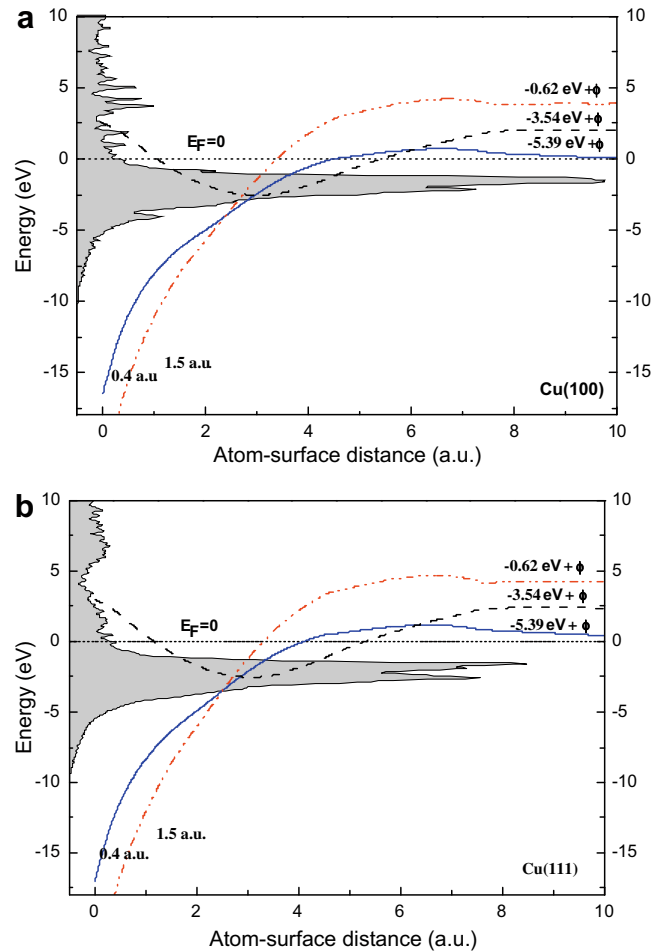 a
10
10
-0.62 eV + ϕ
5
5
-3.54 eV + ϕ
E_F=0
-5.39 eV + ϕ
0
0
Energy (eV)
-5
-5
-10
-10
-15
-15
1.5 a.u.
0.4 a.u
Cu(100)
0
2
4
6
8
10
Atom-surface distance (a.u.)
b
10
10
5
5
-0.62 eV + ϕ
-3.54 eV + ϕ
E_F=0
-5.39 eV + ϕ
0
0
Energy (eV)
-5
-5
-10
-10
1.5 a.u.
0.4 a.u.
-15
-15
Cu(111)
0
2
4
6
8
10
Atom-surface distance (a.u.)